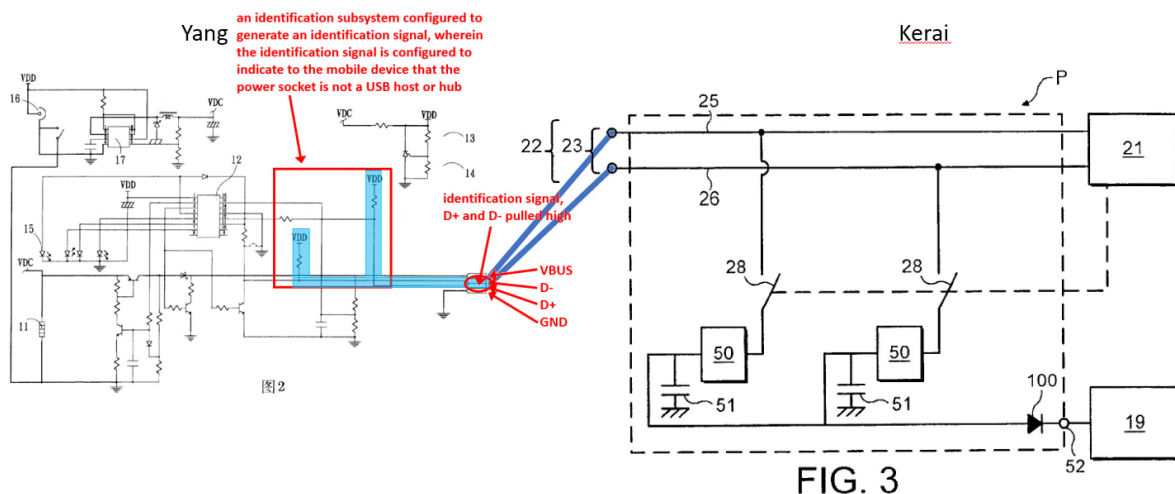 Yang
an identification subsystem configured to
generate an identification signal, wherein
the identification signal is configured to
indicate to the mobile device that the
power socket is not a USB host or hub
Kerai
VDD
16
17
VDC
VDC
VDD
13
14
12
VDD
15
VDC
11
VDD
VDD
identification signal,
D+ and D- pulled high
VBUS
D-
D+
GND
图2
P
25
22
23
21
26
28
28
50
50
51
51
100
52
19
FIG. 3